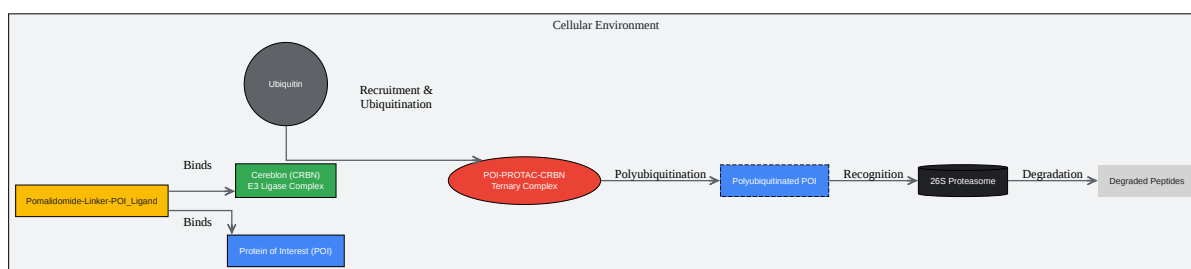 Cellular Environment
Ubiquitin
Recruitment &
Ubiquitination
Binds
Cereblon (CRBN)
E3 Ligase Complex
POI-PROTAC-CRBN
Ternary Complex
Polyubiquitination
Polyubiquitinated POI
Recognition
26S Proteasome
Degradation
Degraded Peptides
Pomalidomide-Linker-POI_Ligand
Binds
Protein of Interest (POI)